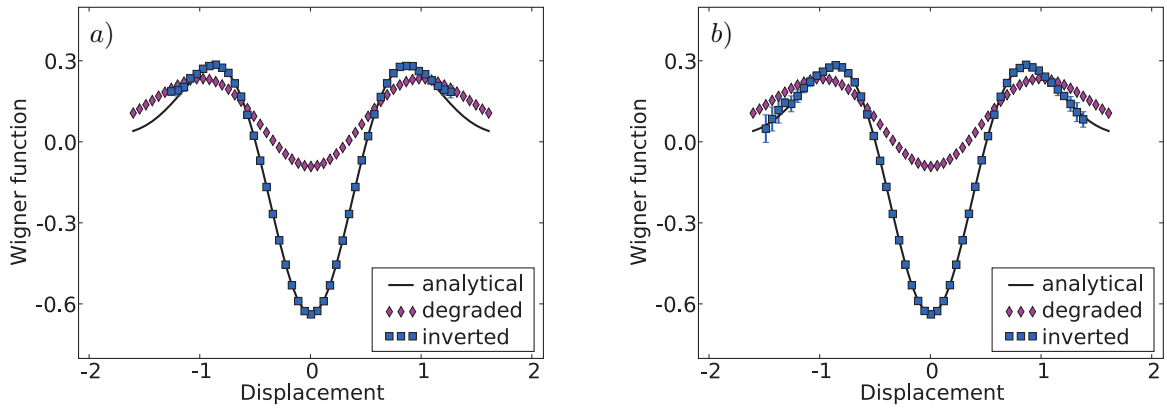 a)
0.3
0.0
-0.3
-0.6
Wigner function
analytical
degraded
inverted
-2 -1 0 1 2
Displacement
b)
0.3
0.0
-0.3
-0.6
Wigner function
analytical
degraded
inverted
-2 -1 0 1 2
Displacement